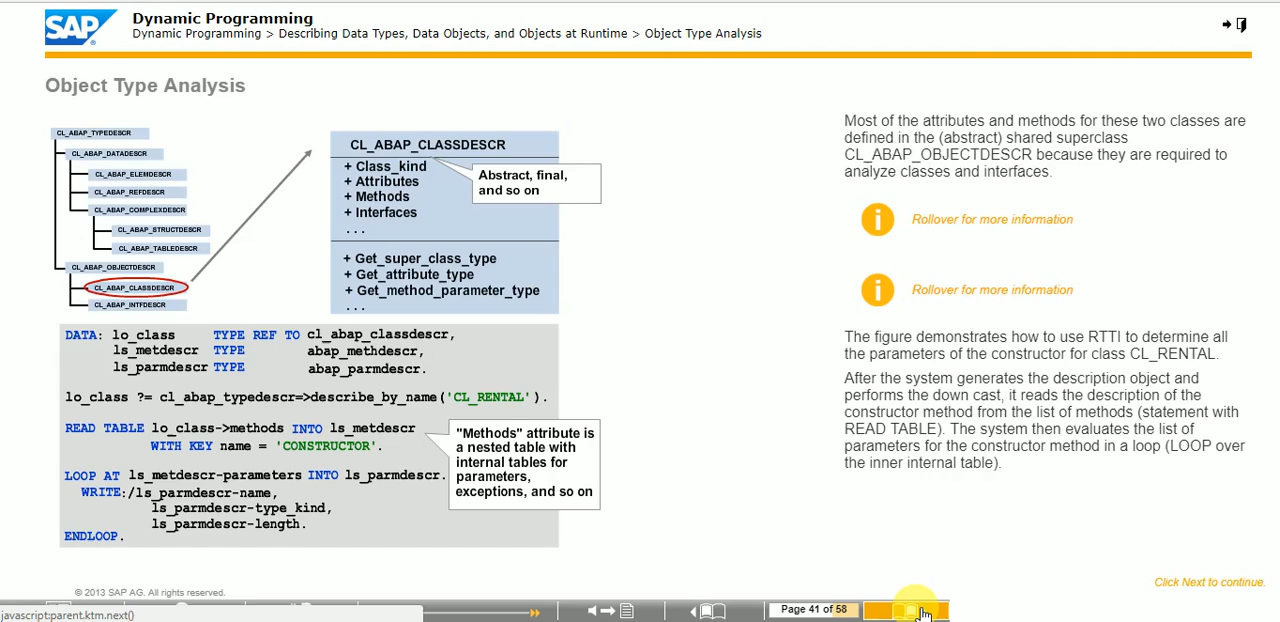 SAP
Dynamic Programming
Dynamic Programming > Describing Data Types, Data Objects, and Objects at Runtime > Object Type Analysis
Object Type Analysis
CL_ABAP_TYPEDESCR
CL_ABAP_DATADESCR
CL_ABAP_ELEMDESCR
CL_ABAP_REFDESCR
CL_ABAP_COMPLEXDESCR
CL_ABAP_STRUCTDESCR
CL_ABAP_TABLEDESCR
CL_ABAP_OBJECTDESCR
CL_ABAP_CLASSDESCR
CL_ABAP_INTFDESCR
CL_ABAP_CLASSDESCR
+ Class_kind
+ Attributes
+ Methods
+ Interfaces
. . .
+ Get_super_class_type
+ Get_attribute_type
+ Get_method_parameter_type
. . .
Abstract, final,
and so on
DATA: lo_class TYPE REF TO cl_abap_classdescr,
ls_metdescr TYPE abap_methdescr,
ls_parmdescr TYPE abap_parmdescr.
lo_class ?= cl_abap_typedescr=>describe_by_name('CL_RENTAL').
READ TABLE lo_class->methods INTO ls_metdescr
WITH KEY name = 'CONSTRUCTOR'.
LOOP AT ls_metdescr-parameters INTO ls_parmdescr.
WRITE:/ls_parmdescr-name,
ls_parmdescr-type_kind,
ls_parmdescr-length.
ENDLOOP.
"Methods" attribute is
a nested table with
internal tables for
parameters,
exceptions, and so on
Most of the attributes and methods for these two classes are
defined in the (abstract) shared superclass
CL_ABAP_OBJECTDESCR because they are required to
analyze classes and interfaces.
Rollover for more information
Rollover for more information
The figure demonstrates how to use RTTI to determine all
the parameters of the constructor for class CL_RENTAL.
After the system generates the description object and
performs the down cast, it reads the description of the
constructor method from the list of methods (statement with
READ TABLE). The system then evaluates the list of
parameters for the constructor method in a loop (LOOP over
the inner internal table).
Click Next to continue.
© 2013 SAP AG. All rights reserved.
javascript:parent.ktm.next()
Page 41 of 58